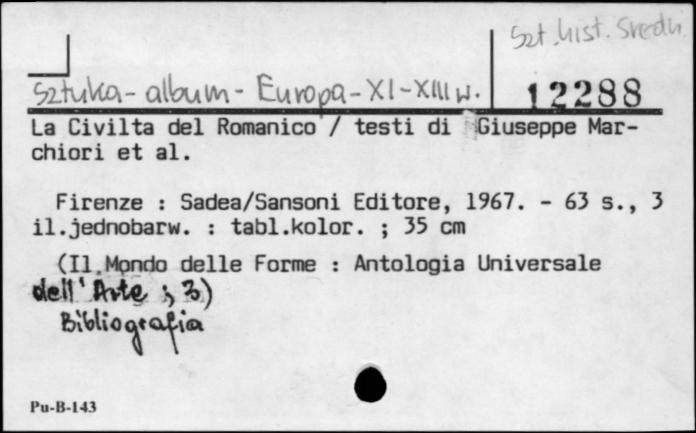 Szt. hist. Średn.
Sztuka - album - Europa - XI-XIII w.
12288
La Civilta del Romanico / testi di Giuseppe Mar-
chiori et al.
Firenze : Sadea/Sansoni Editore, 1967. - 63 s., 3
il.jednobarw. : tabl.kolor. ; 35 cm
(Il Mondo delle Forme : Antologia Universale
dell'Arte ; 3)
Bibliografia
Pu-B-143